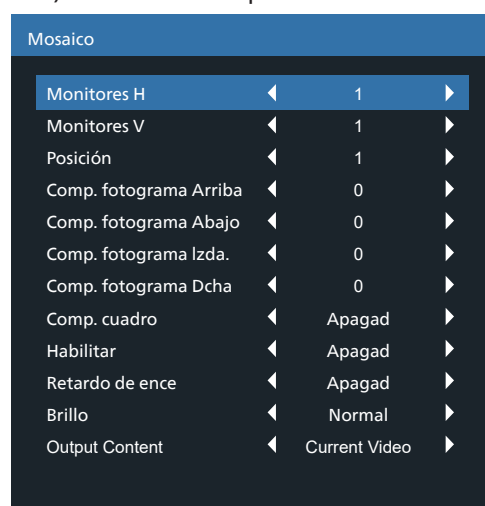 Mosaico
Monitores H 1
Monitores V 1
Posición 1
Comp. fotograma Arriba 0
Comp. fotograma Abajo 0
Comp. fotograma lzda. 0
Comp. fotograma Dcha 0
Comp. cuadro Apagad
Habilitar Apagad
Retardo de ence Apagad
Brillo Normal
Output Content Current Video